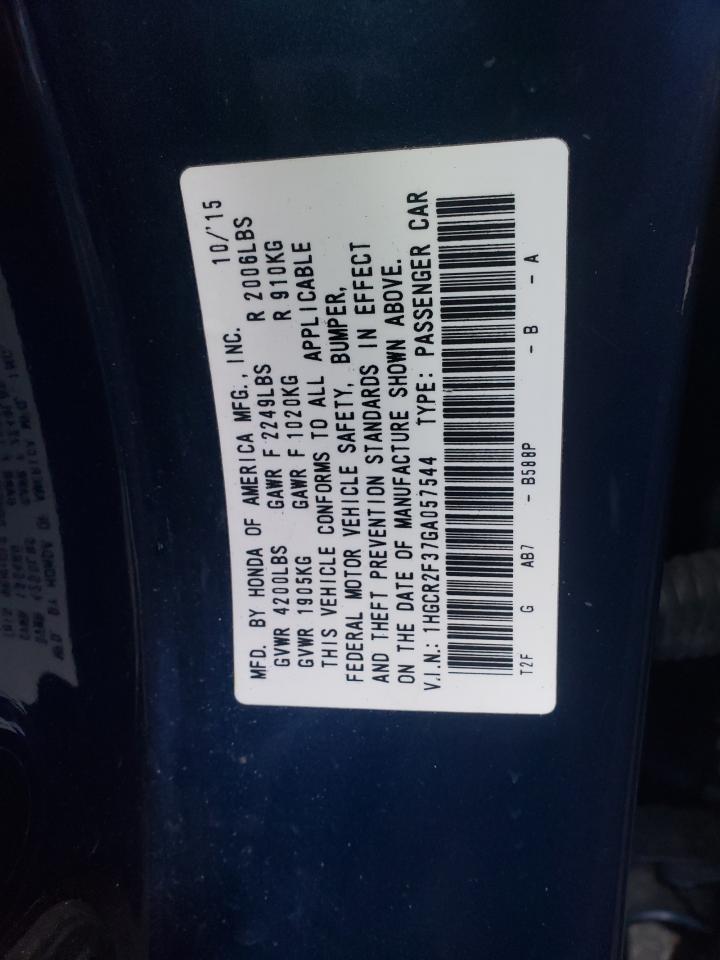 MFD. BY HONDA OF AMERICA MFG., INC. 10/'15
GVWR 4200LBS GAWR F 2249LBS R 2006LBS
GVWR 1905KG GAWR F 1020KG R 910KG
THIS VEHICLE CONFORMS TO ALL APPLICABLE
FEDERAL MOTOR VEHICLE SAFETY, BUMPER,
AND THEFT PREVENTION STANDARDS IN EFFECT
ON THE DATE OF MANUFACTURE SHOWN ABOVE.
V.I.N.: 1HGCR2F37GA057544 TYPE: PASSENGER CAR
T2F G AB7 - B588P - B - A